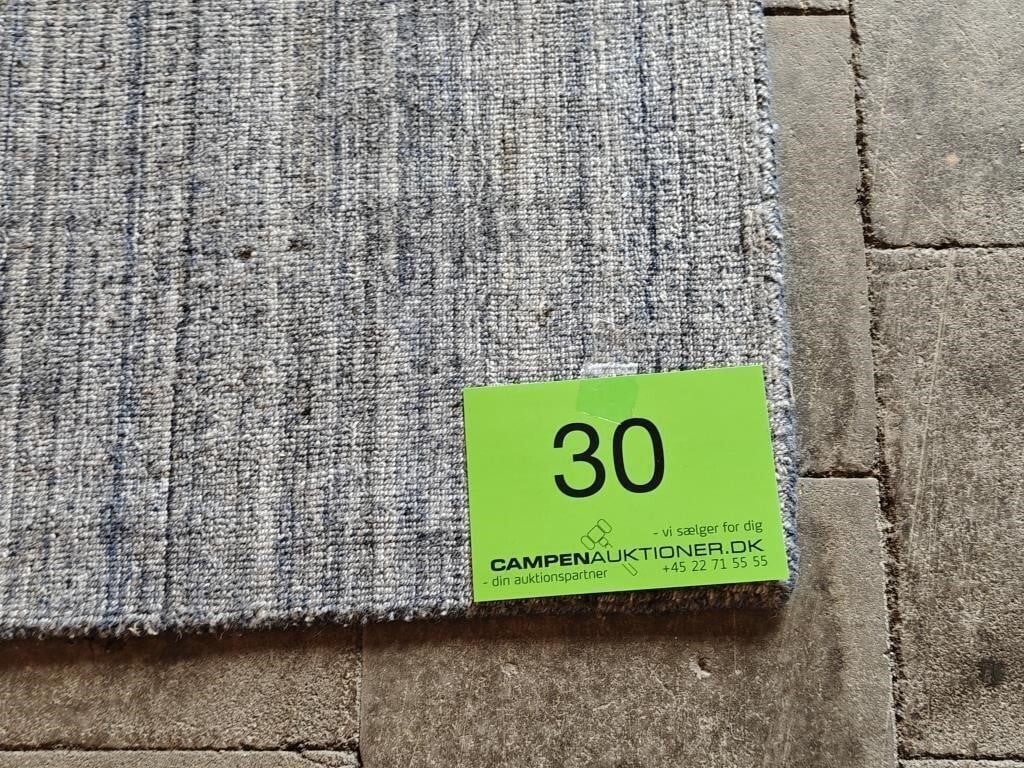 30
- vi sælger for dig
CAMPENAUKTIONER.DK
- din auktionspartner +45 22 71 55 55